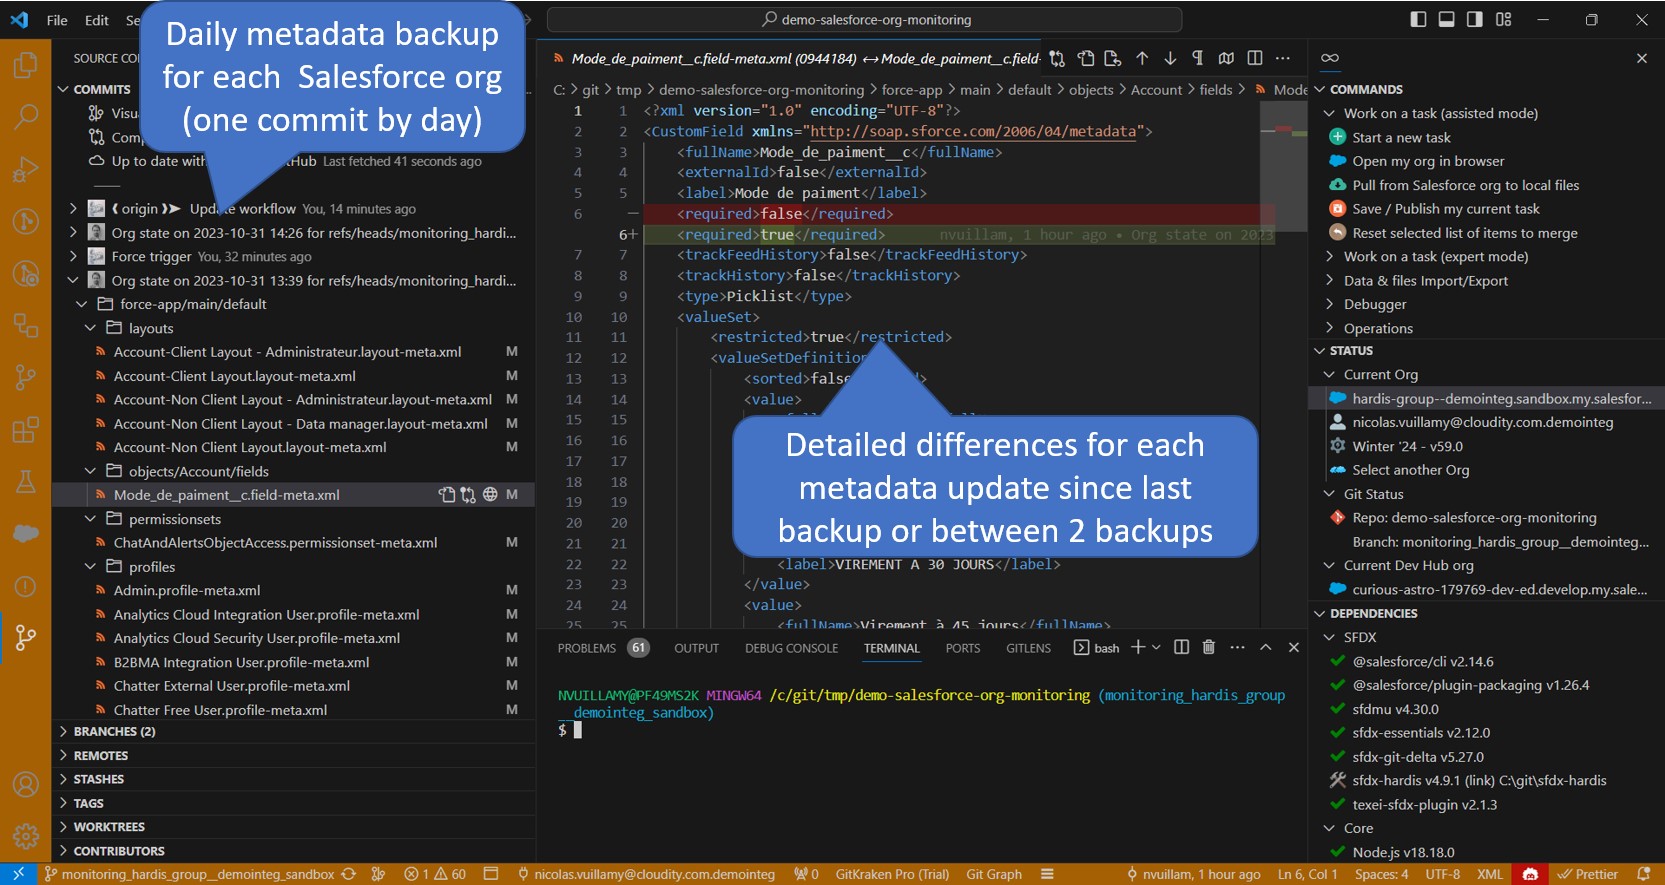 File Edit Se
demo-salesforce-org-monitoring
Daily metadata backup
for each Salesforce org
(one commit by day)
SOURCE CO
COMMITS
Visu
Com
Up to date with Hub Last fetched 41 seconds ago
origin Update workflow You, 14 minutes ago
Org state on 2023-10-31 14:26 for refs/heads/monitoring_hardi...
Force trigger You, 32 minutes ago
Org state on 2023-10-31 13:39 for refs/heads/monitoring_hardi...
force-app/main/default
layouts
Account-Client Layout - Administrateur.layout-meta.xml M
Account-Client Layout.layout-meta.xml M
Account-Non Client Layout - Administrateur.layout-meta.xml M
Account-Non Client Layout - Data manager.layout-meta.xml M
Account-Non Client Layout.layout-meta.xml M
objects/Account/fields
Mode_de_paiment__c.field-meta.xml M
permissionsets
ChatAndAlertsObjectAccess.permissionset-meta.xml M
profiles
Admin.profile-meta.xml M
Analytics Cloud Integration User.profile-meta.xml M
Analytics Cloud Security User.profile-meta.xml M
B2BMA Integration User.profile-meta.xml M
Chatter External User.profile-meta.xml M
Chatter Free User.profile-meta.xml M
BRANCHES (2)
REMOTES
STASHES
TAGS
WORKTREES
CONTRIBUTORS
Mode_de_paiment__c.field-meta.xml (0944184) ↔ Mode_de_paiment__c.field-
C: > git > tmp > demo-salesforce-org-monitoring > force-app > main > default > objects > Account > fields > Mode
1 1 <?xml version="1.0" encoding="UTF-8"?>
2 2 <CustomField xmlns="http://soap.sforce.com/2006/04/metadata">
3 3 <fullName>Mode_de_paiment__c</fullName>
4 4 <externalId>false</externalId>
5 5 <label>Mode de paiment</label>
6 — <required>false</required>
6+ <required>true</required> nvuillam, 1 hour ago • Org state on 2023
7 7 <trackFeedHistory>false</trackFeedHistory>
8 8 <trackHistory>false</trackHistory>
9 9 <type>Picklist</type>
10 10 <valueSet>
11 11 <restricted>true</restricted>
12 12 <valueSetDefinition
13 13 <sorted>false >
14 14 <value>
15 15
16 16
17 17
18 18
19 19
20 20
21 21
22 22 <label>VIREMENT A 30 JOURS</label>
23 23 </value>
24 24 <value>
25 25 <fullName>Virement à 45 jours</fullName>
Detailed differences for each
metadata update since last
backup or between 2 backups
PROBLEMS 61 OUTPUT DEBUG CONSOLE TERMINAL PORTS GITLENS bash
NVUILLAMY@PF49MS2K MINGW64 /c/git/tmp/demo-salesforce-org-monitoring (monitoring_hardis_group
__demointeg_sandbox)
$
COMMANDS
Work on a task (assisted mode)
Start a new task
Open my org in browser
Pull from Salesforce org to local files
Save / Publish my current task
Reset selected list of items to merge
Work on a task (expert mode)
Data & files Import/Export
Debugger
Operations
STATUS
Current Org
hardis-group--demointeg.sandbox.my.salesfor...
nicolas.vuillamy@cloudity.com.demointeg
Winter '24 - v59.0
Select another Org
Git Status
Repo: demo-salesforce-org-monitoring
Branch: monitoring_hardis_group__demointeg...
Current Dev Hub org
curious-astro-179769-dev-ed.develop.my.sale...
DEPENDENCIES
SFDX
@salesforce/cli v2.14.6
@salesforce/plugin-packaging v1.26.4
sfdmu v4.30.0
sfdx-essentials v2.12.0
sfdx-git-delta v5.27.0
sfdx-hardis v4.9.1 (link) C:\git\sfdx-hardis
texei-sfdx-plugin v2.1.3
Core
Node.js v18.18.0
monitoring_hardis_group__demointeg_sandbox 1 60 nicolas.vuillamy@cloudity.com.demointeg 0 GitKraken Pro (Trial) Git Graph nvuillam, 1 hour ago Ln 6, Col 1 Spaces: 4 UTF-8 XML Prettier